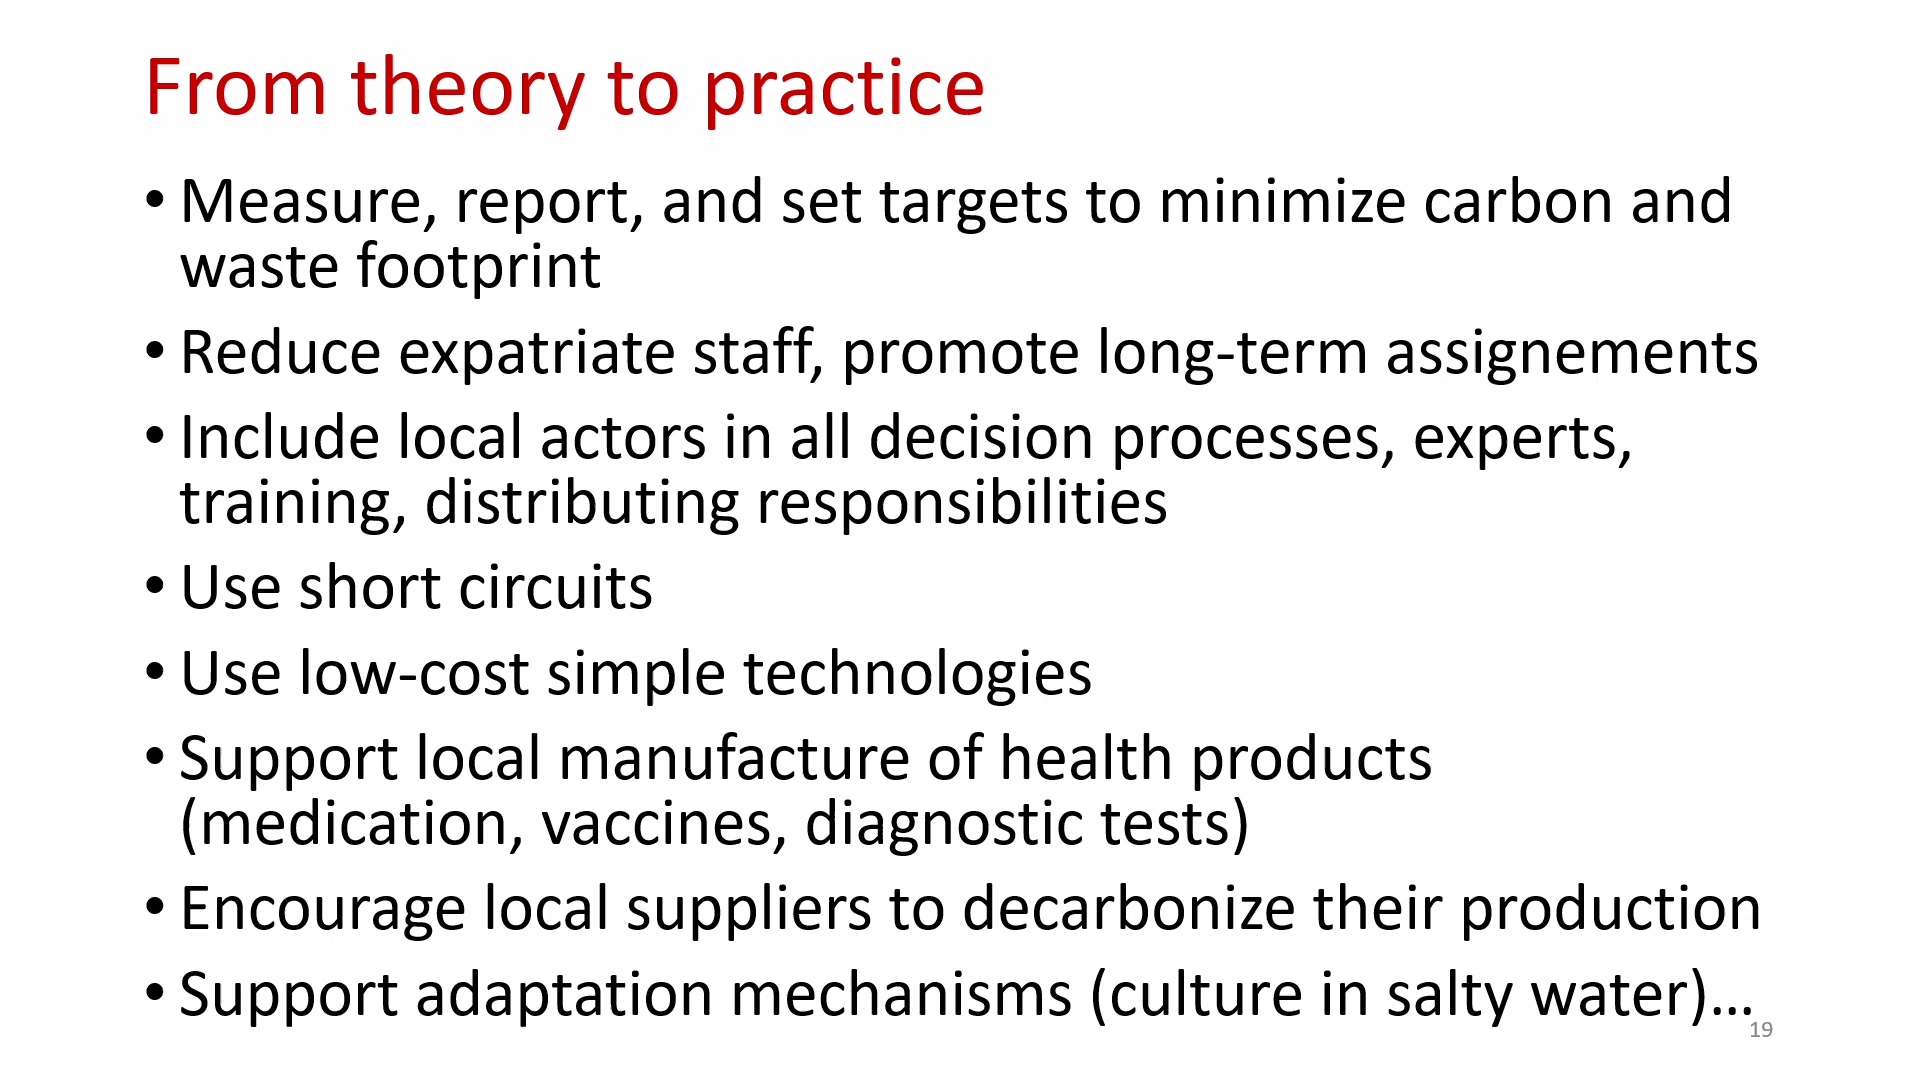 From theory to practice
• Measure, report, and set targets to minimize carbon and
waste footprint
• Reduce expatriate staff, promote long-term assignements
• Include local actors in all decision processes, experts,
training, distributing responsibilities
• Use short circuits
• Use low-cost simple technologies
• Support local manufacture of health products
(medication, vaccines, diagnostic tests)
• Encourage local suppliers to decarbonize their production
• Support adaptation mechanisms (culture in salty water)…
19